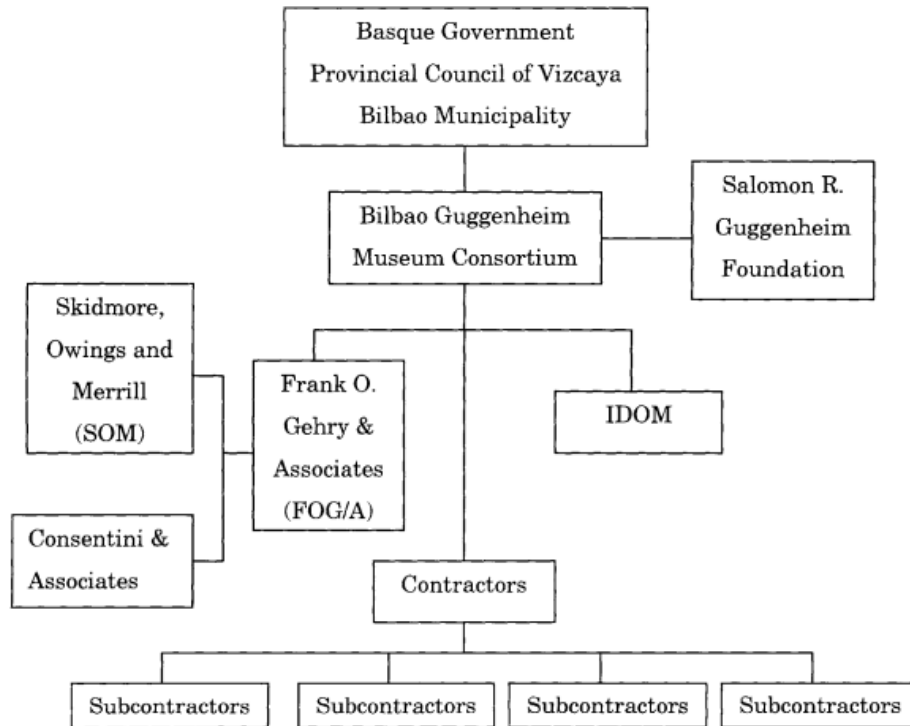 Basque Government
Provincial Council of Vizcaya
Bilbao Municipality
Bilbao Guggenheim
Museum Consortium
Salomon R.
Guggenheim
Foundation
Skidmore,
Owings and
Merrill
(SOM)
Frank O.
Gehry &
Associates
(FOG/A)
IDOM
Consentini &
Associates
Contractors
Subcontractors
Subcontractors
Subcontractors
Subcontractors